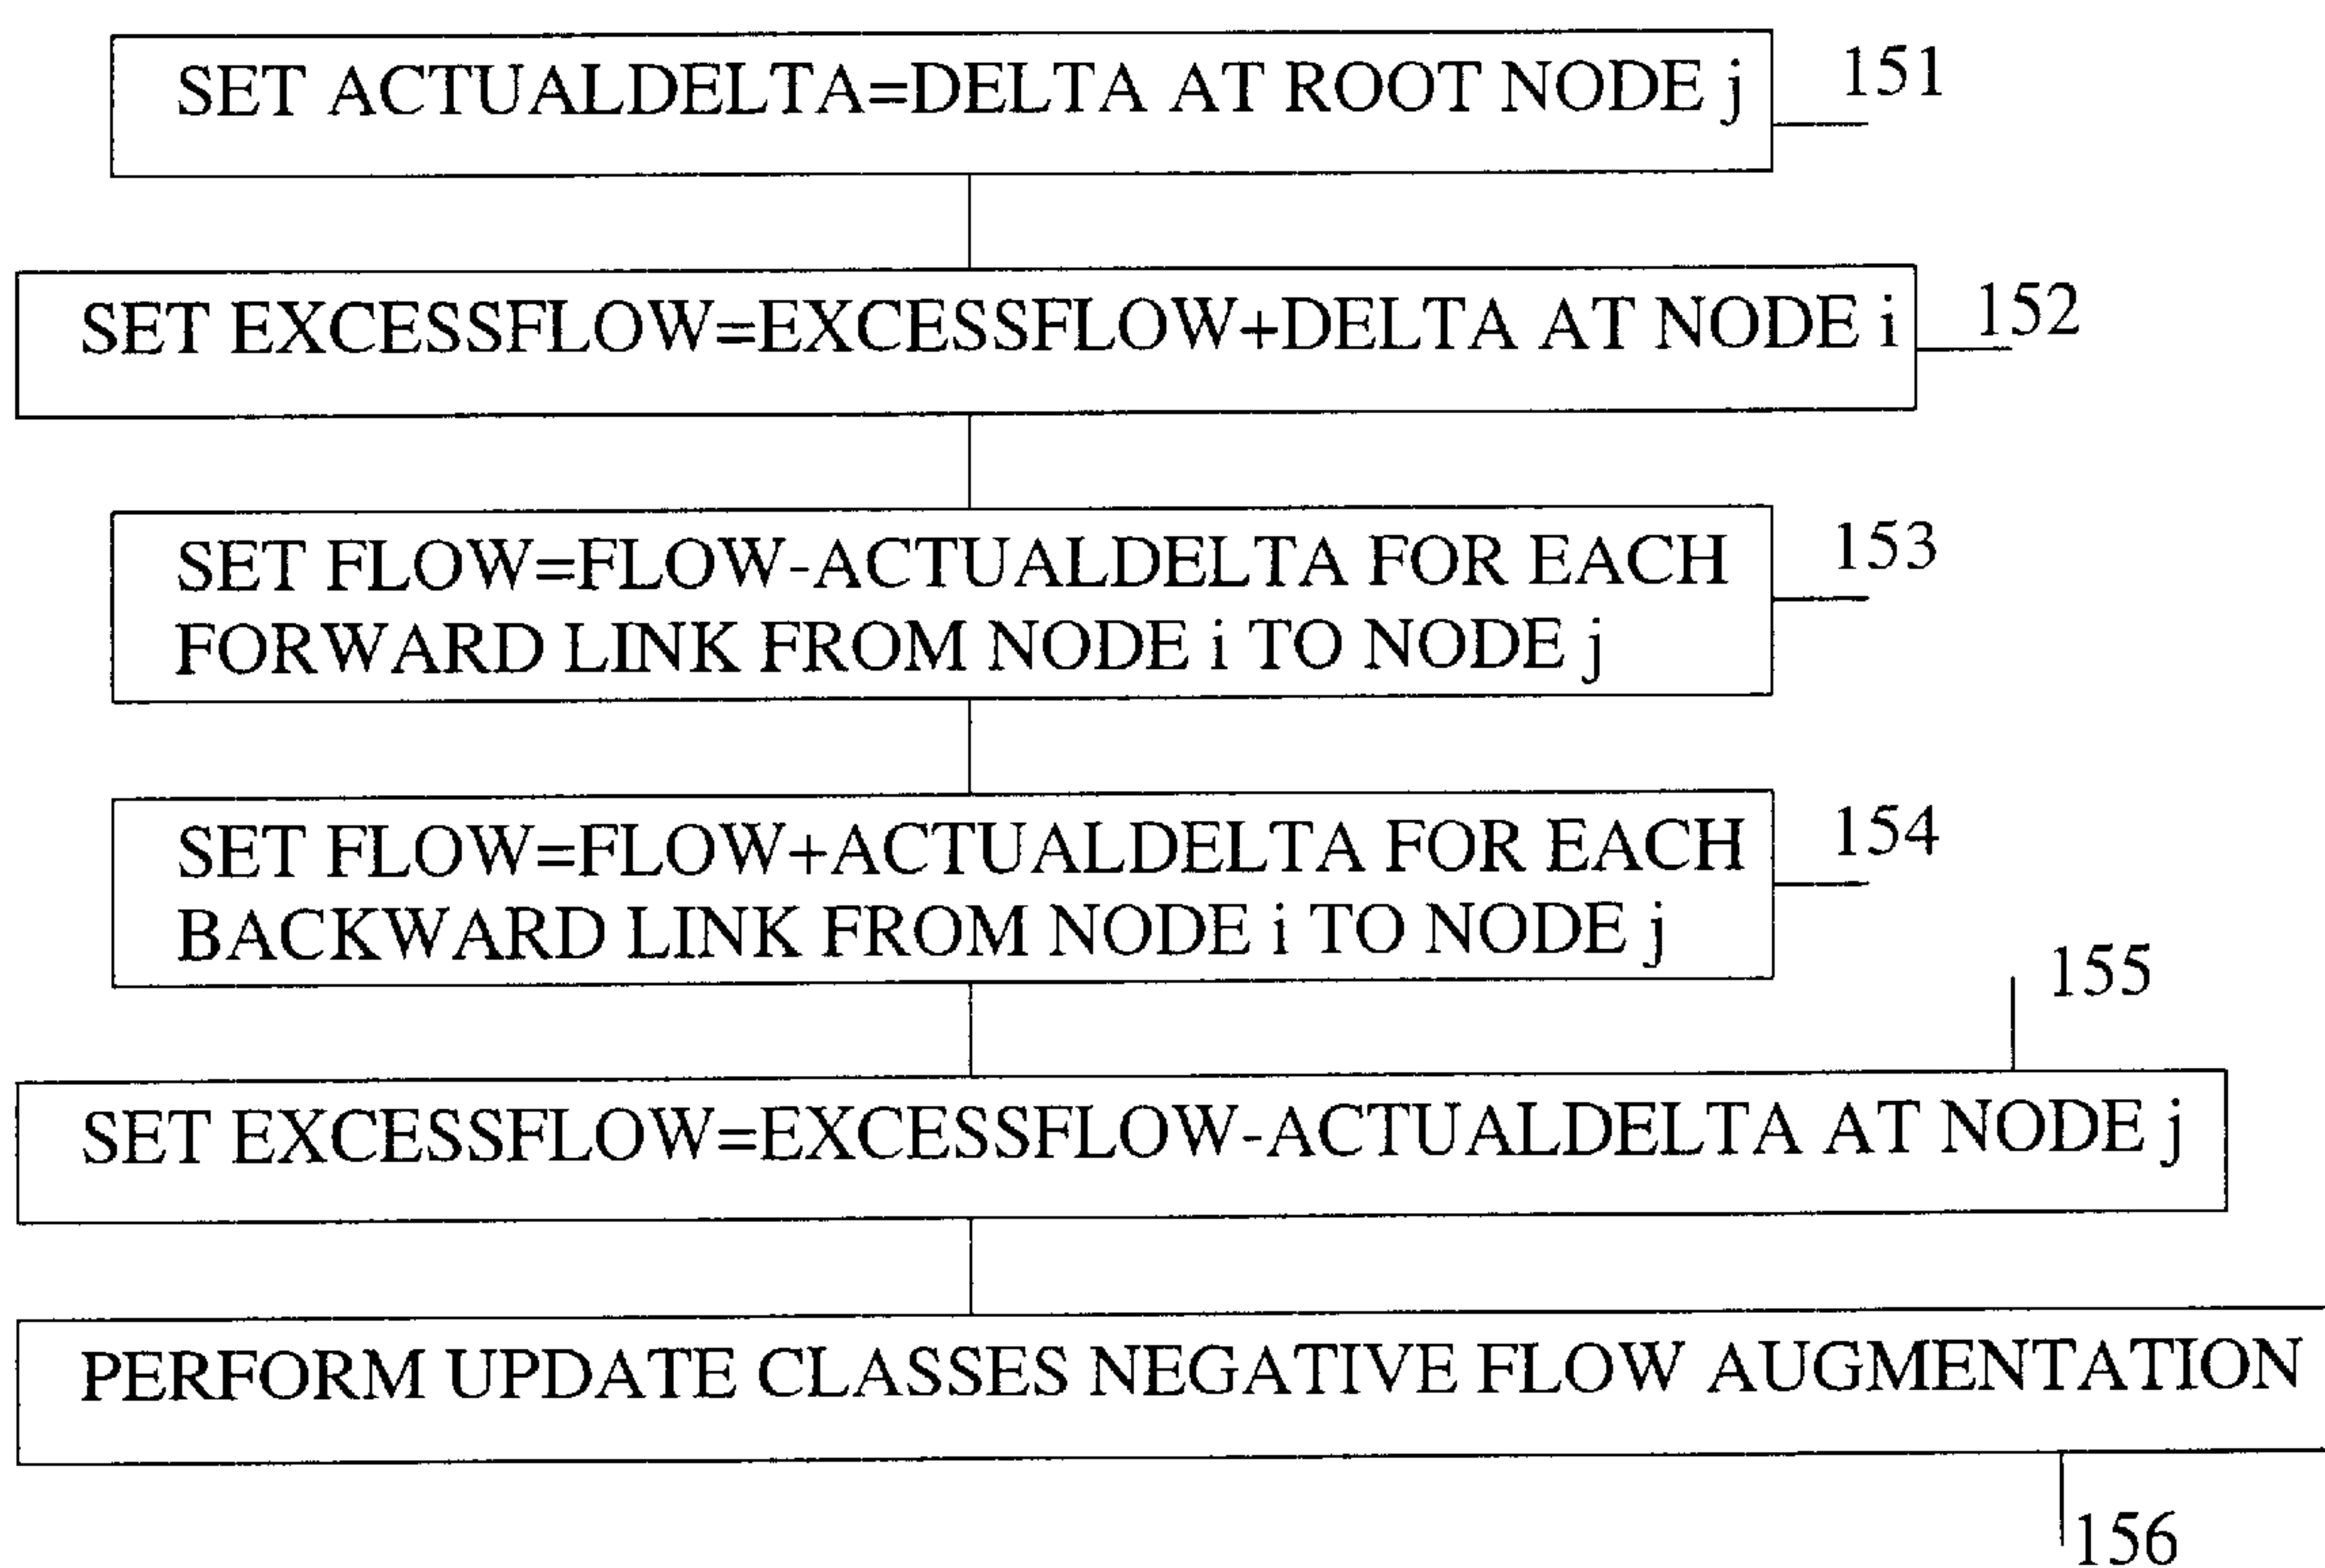 SET ACTUALDELTA=DELTA AT ROOT NODE j
151
SET EXCESSFLOW=EXCESSFLOW+DELTA AT NODE i
152
SET FLOW=FLOW-ACTUALDELTA FOR EACH
FORWARD LINK FROM NODE i TO NODE j
153
SET FLOW=FLOW+ACTUALDELTA FOR EACH
BACKWARD LINK FROM NODE i TO NODE j
154
155
SET EXCESSFLOW=EXCESSFLOW-ACTUALDELTA AT NODE j
PERFORM UPDATE CLASSES NEGATIVE FLOW AUGMENTATION
156